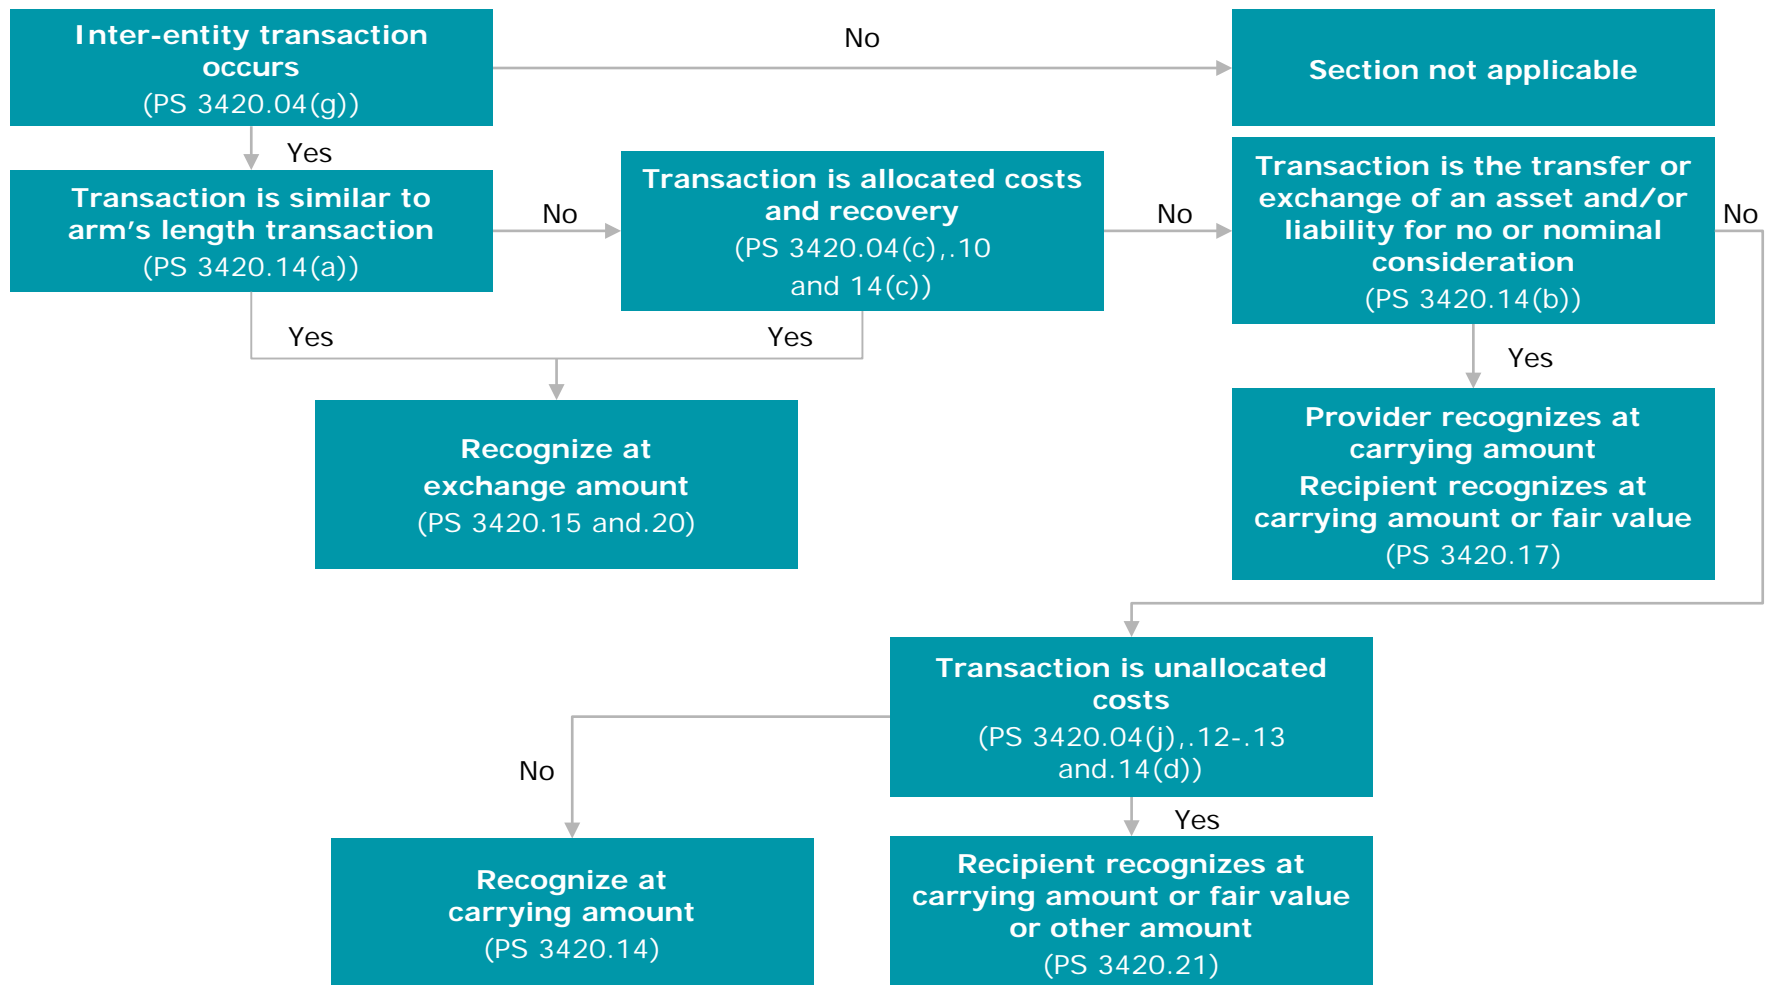 Inter-entity transaction
occurs
(PS 3420.04(g))
No
Section not applicable
Yes
Transaction is similar to
arm's length transaction
(PS 3420.14(a))
No
Transaction is allocated costs
and recovery
(PS 3420.04(c),.10
and 14(c))
No
Transaction is the transfer or
exchange of an asset and/or
liability for no or nominal
consideration
(PS 3420.14(b))
No
Yes
Yes
Yes
Recognize at
exchange amount
(PS 3420.15 and.20)
Provider recognizes at
carrying amount
Recipient recognizes at
carrying amount or fair value
(PS 3420.17)
Transaction is unallocated
costs
(PS 3420.04(j),.12-.13
and.14(d))
No
Yes
Recognize at
carrying amount
(PS 3420.14)
Recipient recognizes at
carrying amount or fair value
or other amount
(PS 3420.21)